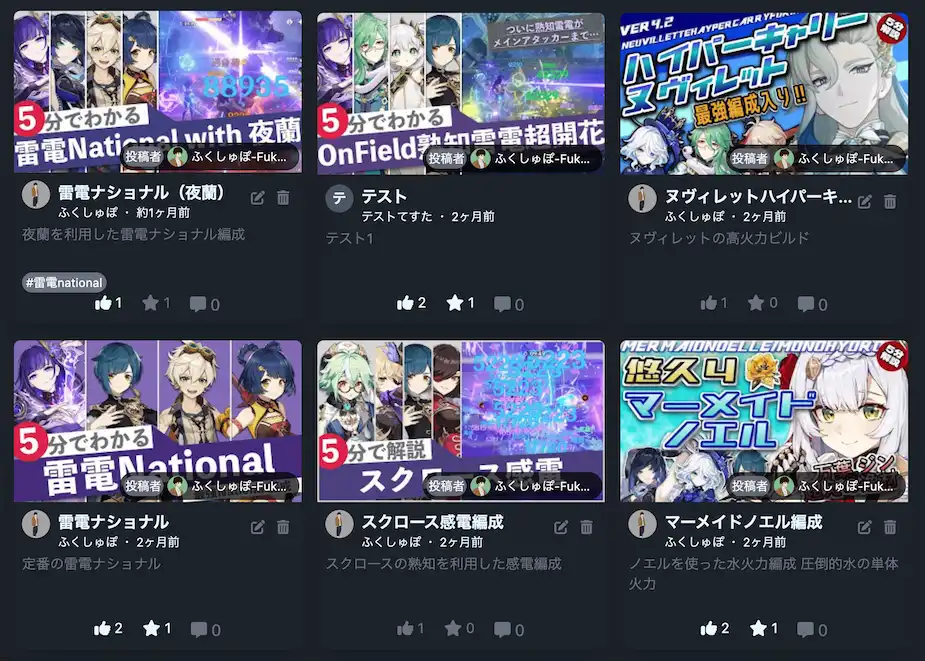 88935
5分でわかる
雷電National with 夜蘭
投稿者 ふくしゅぽ-Fuk...
雷電ナショナル（夜蘭）
ふくしゅぽ・約1ヶ月前
夜蘭を利用した雷電ナショナル編成
#雷電national
1 1 0
ついに熟知雷電が
メインアタッカーまで...
5分でわかる
OnField熟知雷電超開花
投稿者 ふくしゅぽ-Fuk...
テ
テスト
テストてすた・2ヶ月前
テスト1
2 1 0
VER 4.2
5分
解説
ハイパーキャリー
ヌヴィレット
最強編成入り!!
投稿者 ふくしゅぽ-Fuk...
ヌヴィレットハイパーキ...
ふくしゅぽ・2ヶ月前
ヌヴィレットの高火力ビルド
1 0 0
5分でわかる
雷電National
投稿者 ふくしゅぽ-Fuk...
雷電ナショナル
ふくしゅぽ・2ヶ月前
定番の雷電ナショナル
2 1 0
5分で解説
スクロース感電
投稿者 ふくしゅぽ-Fuk...
スクロース感電編成
ふくしゅぽ・2ヶ月前
スクロースの熟知を利用した感電編成
1 0 0
5分
解説
悠久り
マーメイド
ノエル
投稿者 ふくしゅぽ-Fuk...
マーメイドノエル編成
ふくしゅぽ・2ヶ月前
ノエルを使った水火力編成 圧倒的水の単体
火力
2 1 0